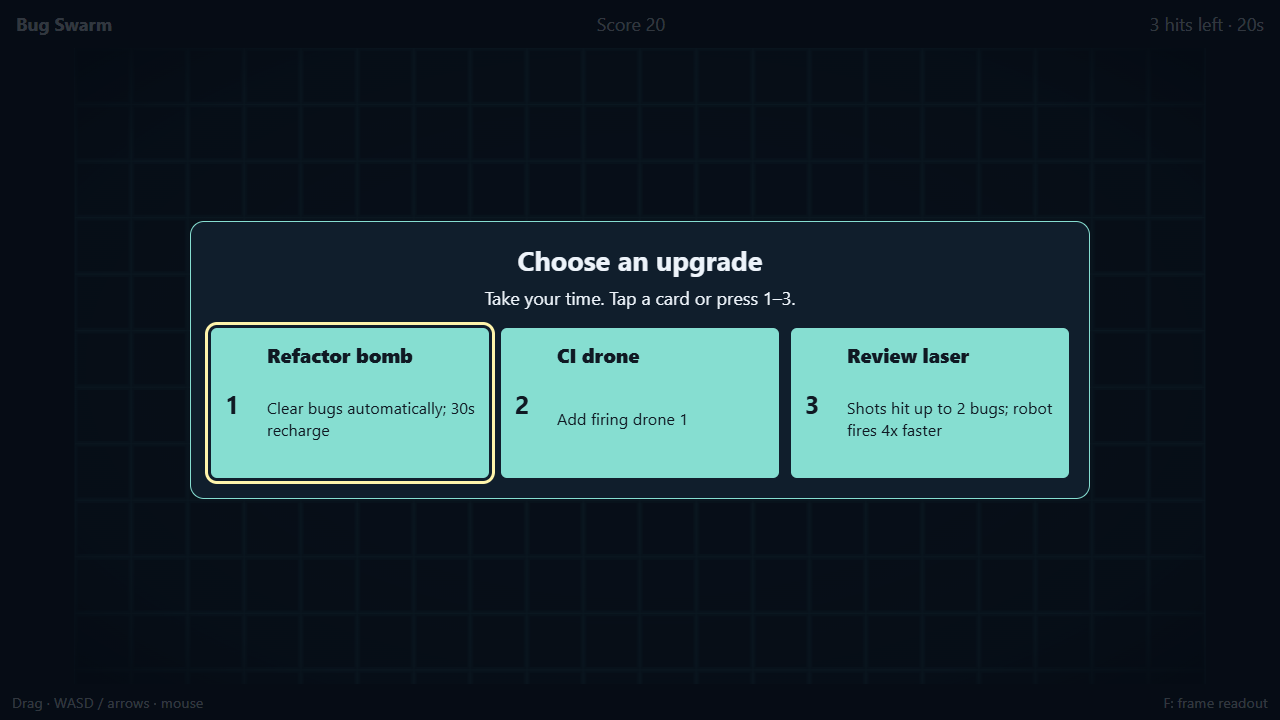 Bug Swarm
Score 20
3 hits left · 20s
Choose an upgrade
Take your time. Tap a card or press 1–3.
1
Refactor bomb
Clear bugs automatically; 30s
recharge
2
CI drone
Add firing drone 1
3
Review laser
Shots hit up to 2 bugs; robot
fires 4x faster
Drag · WASD / arrows · mouse
F: frame readout